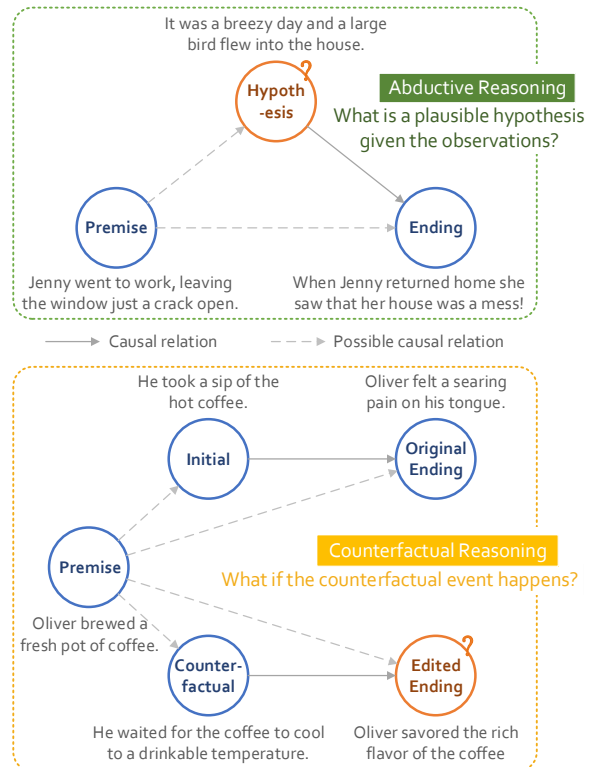 It was a breezy day and a large
bird flew into the house.
?
Hypoth
-esis
Abductive Reasoning
What is a plausible hypothesis
given the observations?
Premise
Ending
Jenny went to work, leaving
the window just a crack open.
When Jenny returned home she
saw that her house was a mess!
Causal relation
Possible causal relation
He took a sip of the
hot coffee.
Oliver felt a searing
pain on his tongue.
Initial
Original
Ending
Premise
Counterfactual Reasoning
What if the counterfactual event happens?
Oliver brewed a
fresh pot of coffee.
Counter-
factual
?
Edited
Ending
He waited for the coffee to cool
to a drinkable temperature.
Oliver savored the rich
flavor of the coffee